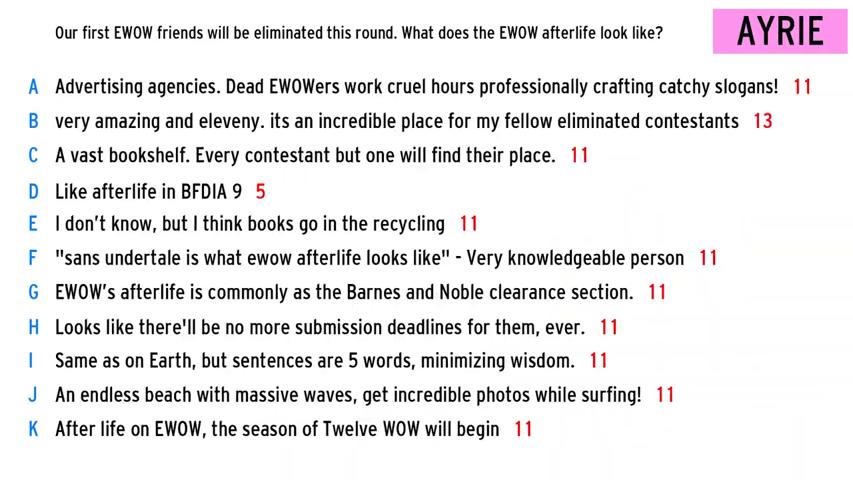 Our first EWOW friends will be eliminated this round. What does the EWOW afterlife look like?
AYRIE
A Advertising agencies. Dead EWOWers work cruel hours professionally crafting catchy slogans! 11
B very amazing and eleveny. its an incredible place for my fellow eliminated contestants 13
C A vast bookshelf. Every contestant but one will find their place. 11
D Like afterlife in BFDIA 9 5
E I don't know, but I think books go in the recycling 11
F "sans undertale is what ewow afterlife looks like" - Very knowledgeable person 11
G EWOW's afterlife is commonly as the Barnes and Noble clearance section. 11
H Looks like there'll be no more submission deadlines for them, ever. 11
I Same as on Earth, but sentences are 5 words, minimizing wisdom. 11
J An endless beach with massive waves, get incredible photos while surfing! 11
K After life on EWOW, the season of Twelve WOW will begin 11